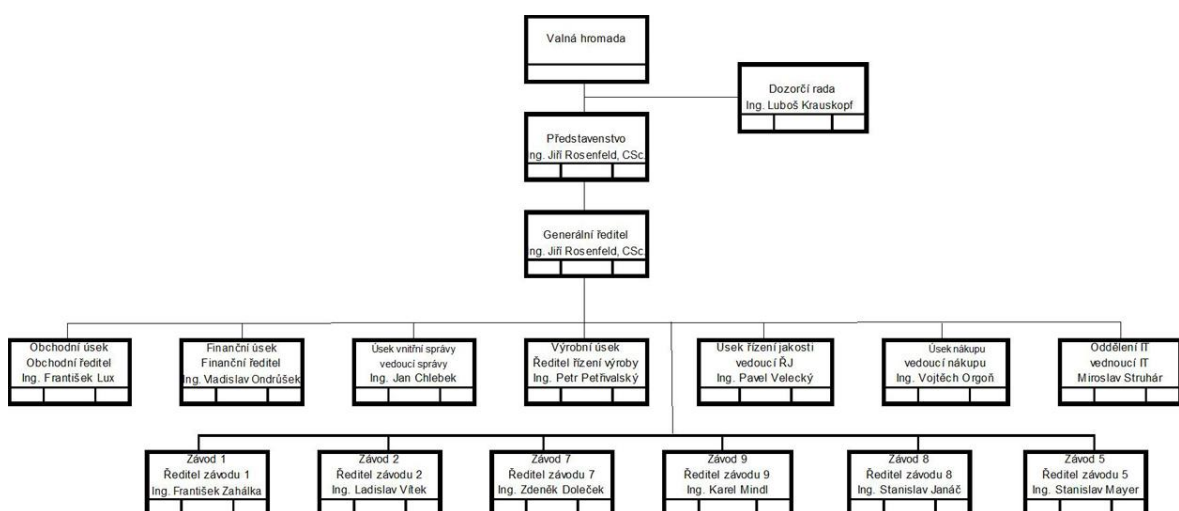 Valná hromada
Dozorčí rada
Ing. Luboš Krauskopf
Představenstvo
ng. Jiří Rosenfeld, CSc.
Generální ředitel
ng. Jiří Rosenfeld, CSc.
Obchodní úsek
Obchodní ředitel
Ing. František Lux
Finanční úsek
Finanční ředitel
Ing. Vladislav Ondrůšek
Úsek vnitřní správy
vedoucí správy
Ing. Jan Chlebek
Výrobní úsek
Ředitel řízení výroby
Ing. Petr Petřivalský
Usek řízení jakosti
vedoucí ŘJ
Ing. Pavel Velecký
Úsek nákupu
vedoucí nákupu
Ing. Vojtěch Orgoň
Oddělení IT
vednoucí IT
Miroslav Struhár
Závod 1
Ředitel závodu 1
Ing. František Zahálka
Závod 2
Ředitel závodu 2
Ing. Ladislav Vítek
Závod 7
Ředitel závodu 7
Ing. Zdeněk Doleček
Závod 9
Ředitel závodu 9
Ing. Karel Mindl
Závod 8
Ředitel závodu 8
Ing. Stanislav Janáč
Závod 5
Ředitel závodu 5
Ing. Stanislav Mayer